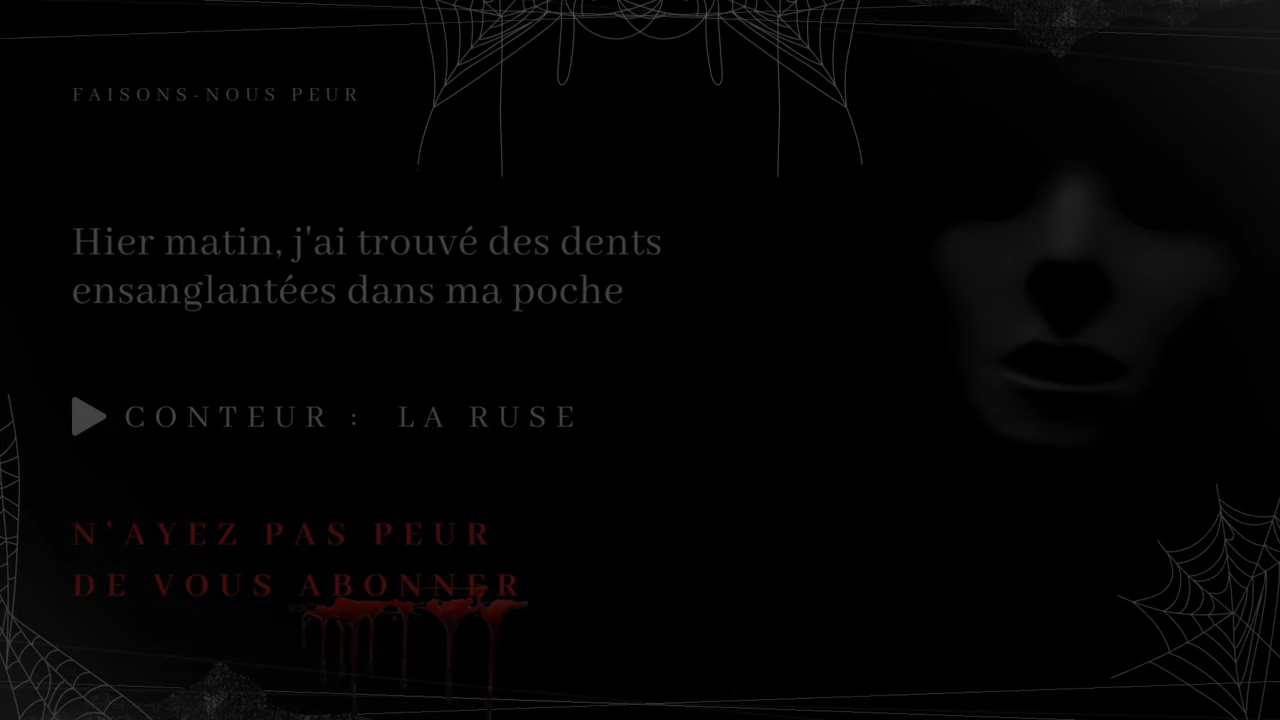 FAISONS-NOUS PEUR
Hier matin, j'ai trouvé des dents
ensanglantées dans ma poche
CONTEUR : LA RUSE
N'AYEZ PAS PEUR
DE VOUS ABONNER